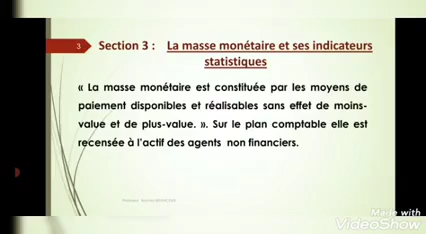 3
Section 3 : La masse monétaire et ses indicateurs
statistiques
« La masse monétaire est constituée par les moyens de
paiement disponibles et réalisables sans effet de moins-
value et de plus-value. ». Sur le plan comptable elle est
recensée à l'actif des agents non financiers.
Made with
VideoShow